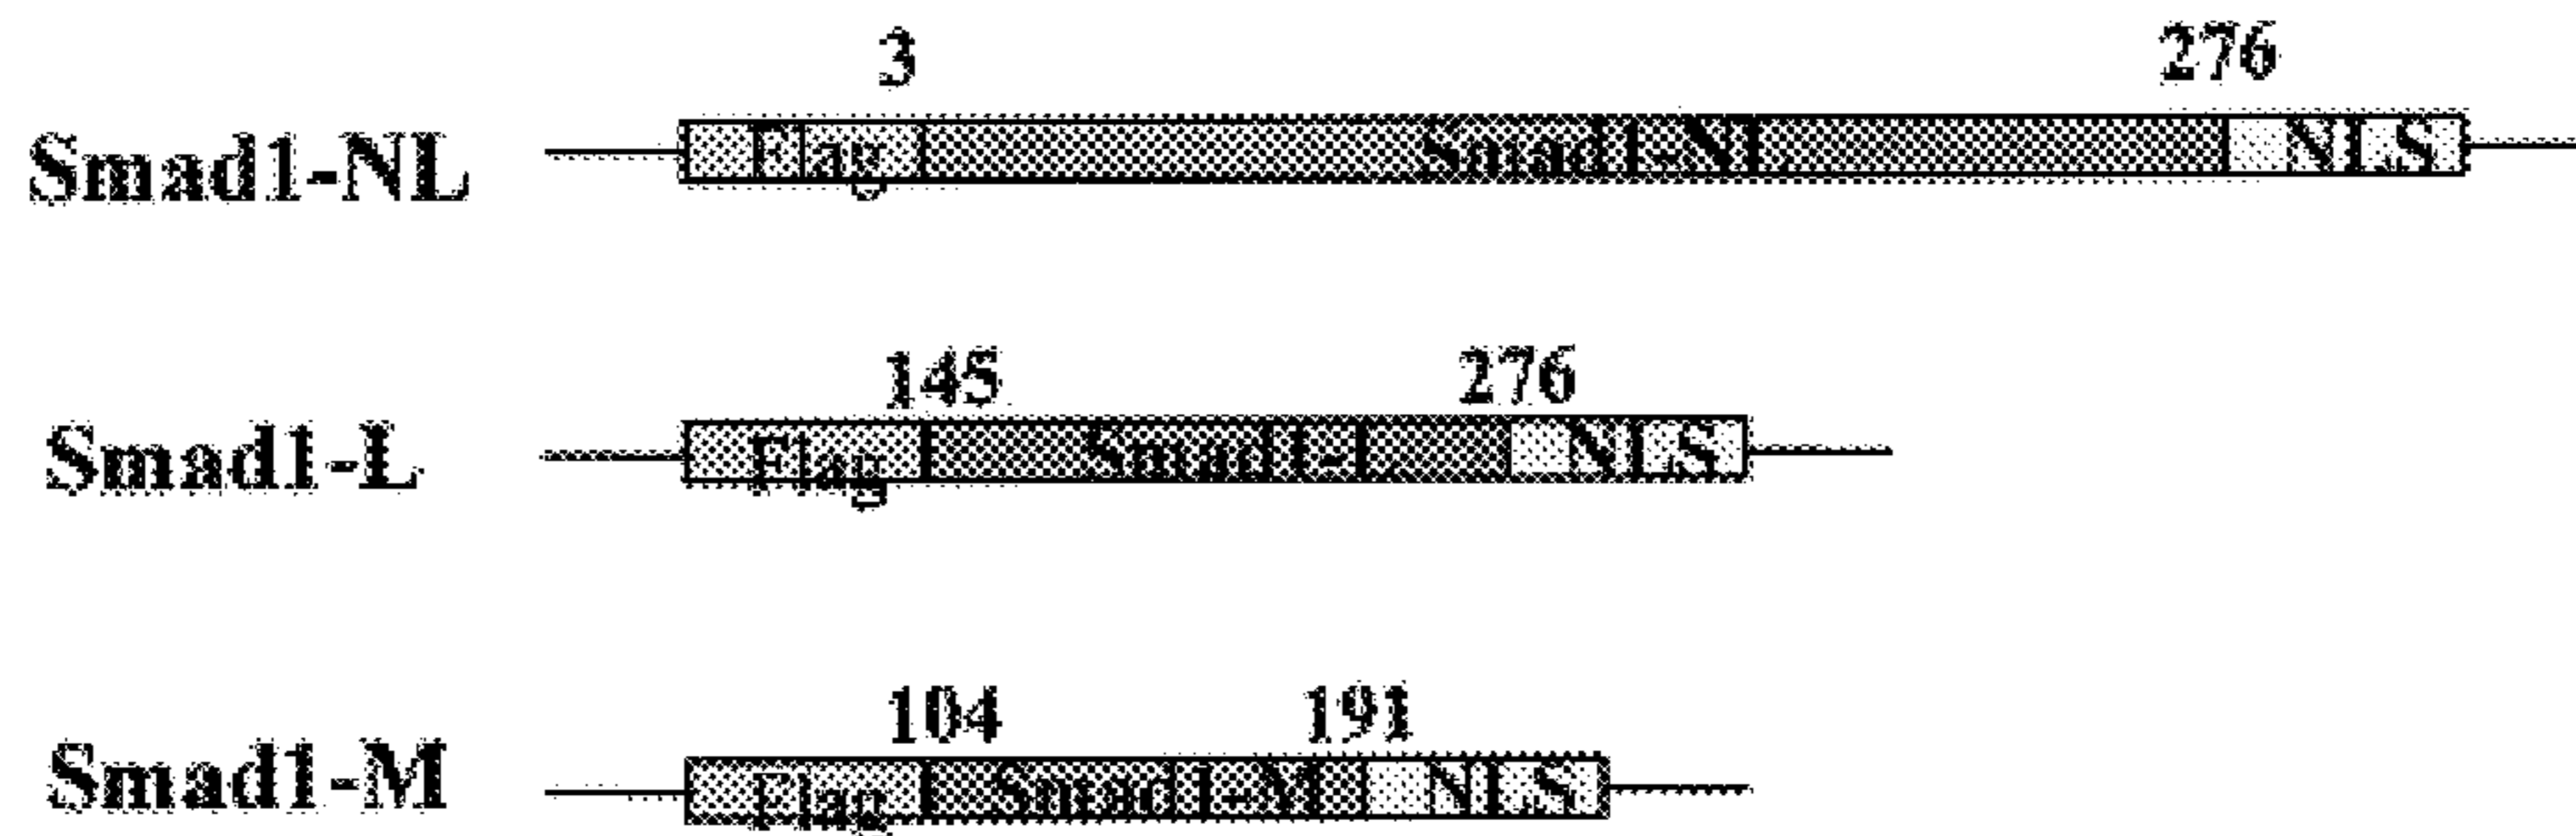 3 276
Smad1-NL Flag Smad1-NL NLS
145 276
Smad1-L Flag Smad1-L NLS
104 191
Smad1-M Flag Smad1-M NLS